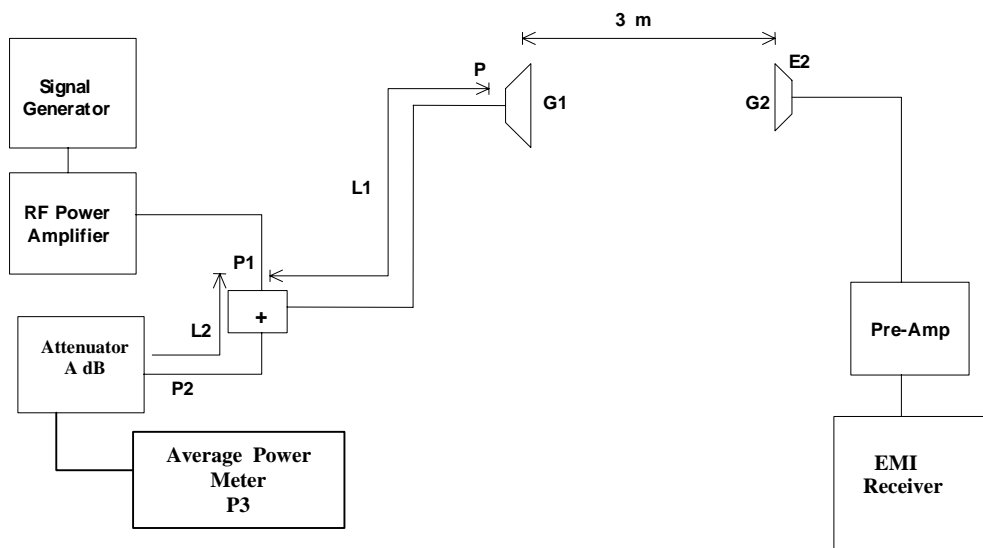 3 m
Signal
Generator
P
E2
G1
G2
L1
RF Power
Amplifier
P1
+
L2
Attenuator
A dB
P2
Pre-Amp
Average Power
Meter
P3
EMI
Receiver